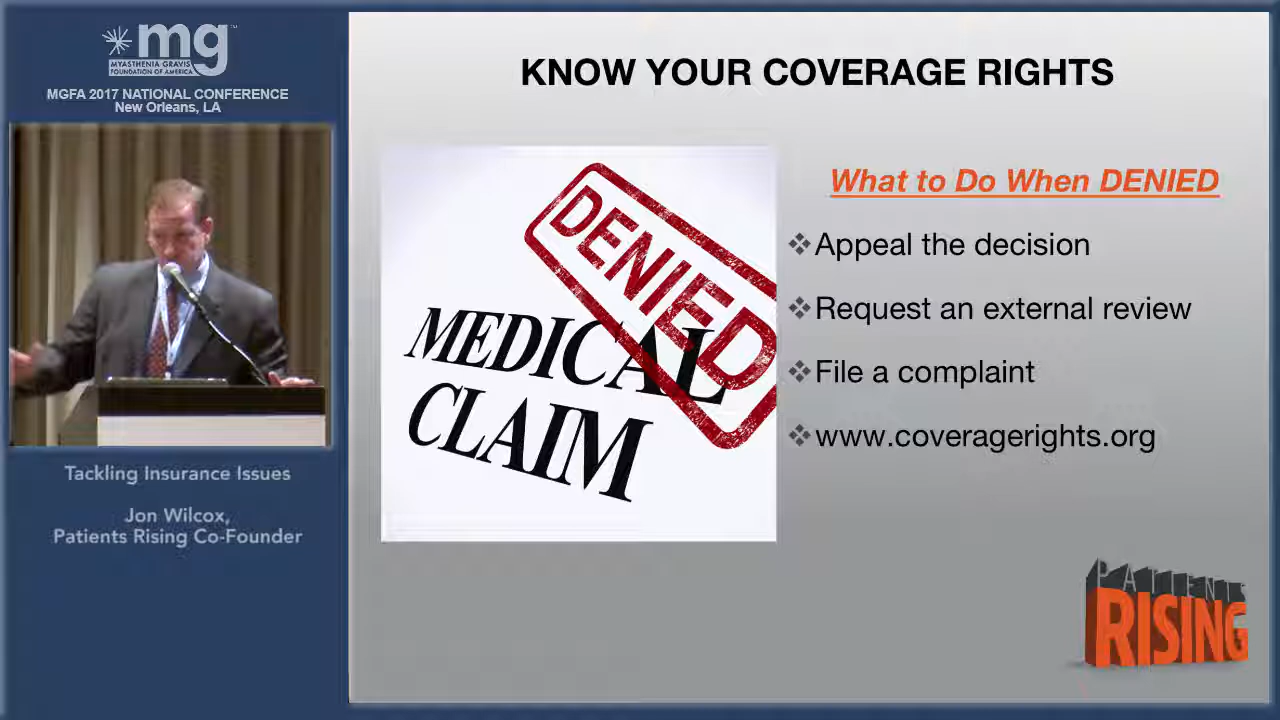 mg
MYASTHENIA GRAVIS
FOUNDATION OF AMERICA
MGFA 2017 NATIONAL CONFERENCE
New Orleans, LA
Tackling Insurance Issues
Jon Wilcox,
Patients Rising Co-Founder
KNOW YOUR COVERAGE RIGHTS
DENIED
MEDICAL
CLAIM
What to Do When DENIED
Appeal the decision
Request an external review
File a complaint
www.coveragerights.org
PATIENTS
RISING